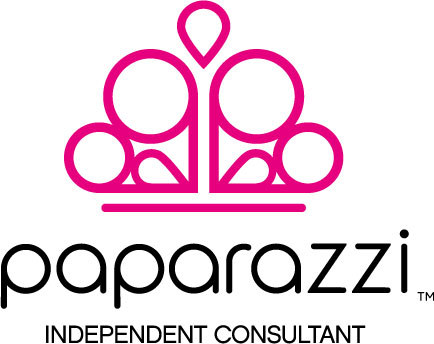 paparazzi ™
INDEPENDENT CONSULTANT